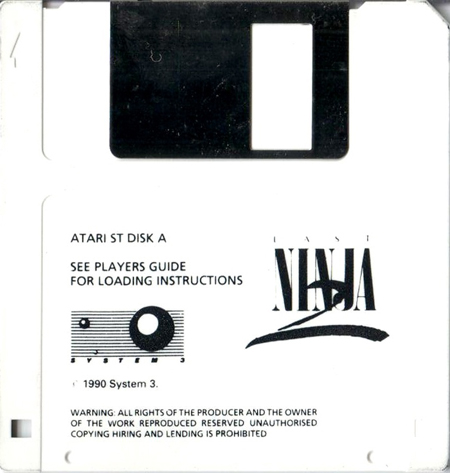 ATARI ST DISK A
SEE PLAYERS GUIDE
FOR LOADING INSTRUCTIONS
LAST
NINJA
3
SYSTEM 3
1990 System 3.
WARNING: ALL RIGHTS OF THE PRODUCER AND THE OWNER
OF THE WORK REPRODUCED RESERVED UNAUTHORISED
COPYING HIRING AND LENDING IS PROHIBITED